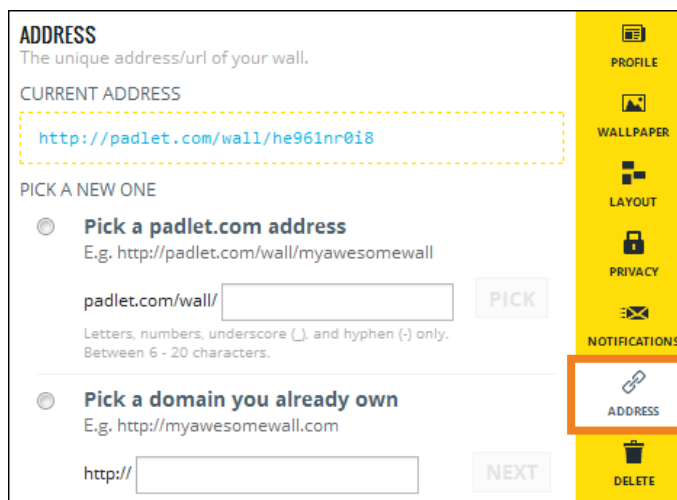 ADDRESS
The unique address/url of your wall.
CURRENT ADDRESS
http://padlet.com/wall/he961nr0i8
PICK A NEW ONE
Pick a padlet.com address
E.g. http://padlet.com/wall/myawesomewall
padlet.com/wall/
PICK
Letters, numbers, underscore (_), and hyphen (-) only.
Between 6 - 20 characters.
Pick a domain you already own
E.g. http://myawesomewall.com
http://
NEXT
PROFILE
WALLPAPER
LAYOUT
PRIVACY
NOTIFICATIONS
ADDRESS
DELETE